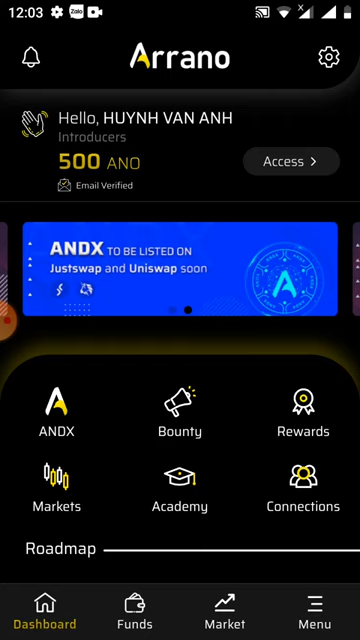 12:03
Zalo
Arrano
Hello, HUYNH VAN ANH
Introducers
500 ANO
Access >
Email Verified
ANDX TO BE LISTED ON
Justswap and Uniswap soon
ANDX
Bounty
Rewards
Markets
Academy
Connections
Roadmap
Dashboard
Funds
Market
Menu